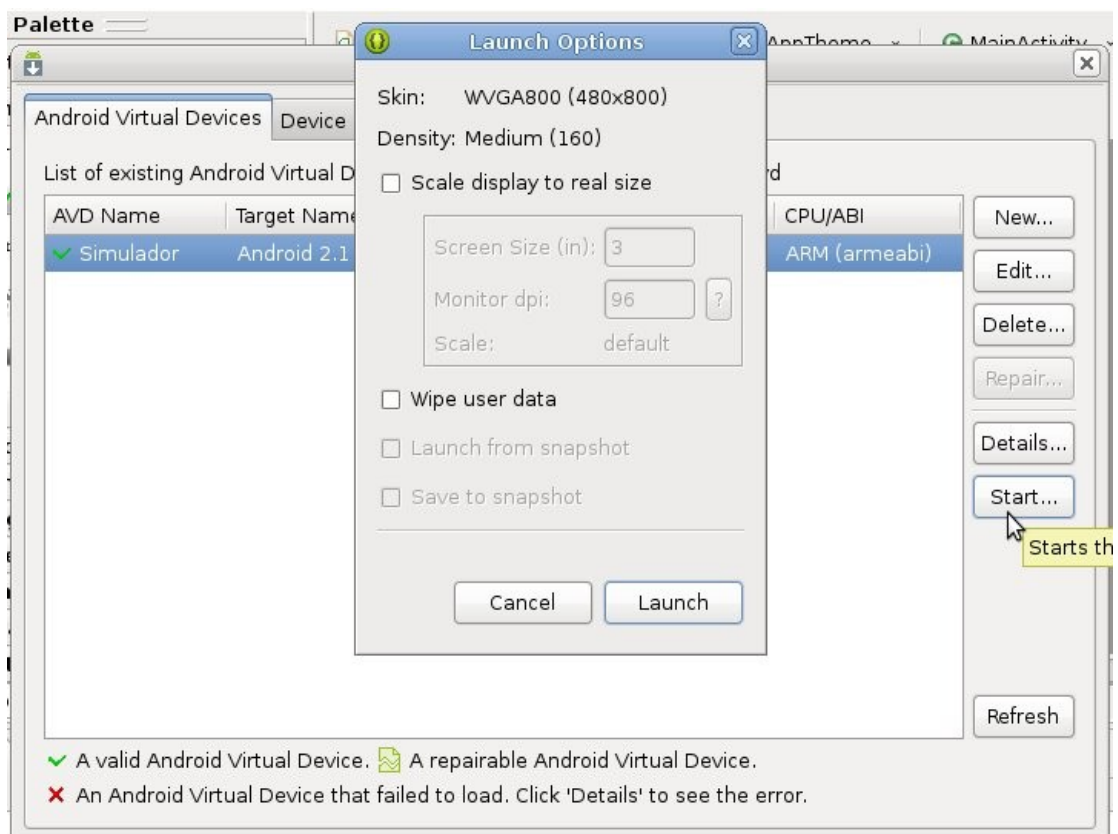 Palette
Launch Options
AppTheme
MainActivity
Android Virtual Devices
Device
Skin: WVGA800 (480x800)
Density: Medium (160)
List of existing Android Virtual D
Scale display to real size
AVD Name
Target Name
CPU/ABI
New...
Simulador
Android 2.1
Screen Size (in): 3
ARM (armeabi)
Edit...
Monitor dpi: 96 ?
Delete...
Scale: default
Repair...
Wipe user data
Launch from snapshot
Details...
Save to snapshot
Start...
Starts th
Cancel
Launch
Refresh
A valid Android Virtual Device. A repairable Android Virtual Device.
An Android Virtual Device that failed to load. Click 'Details' to see the error.